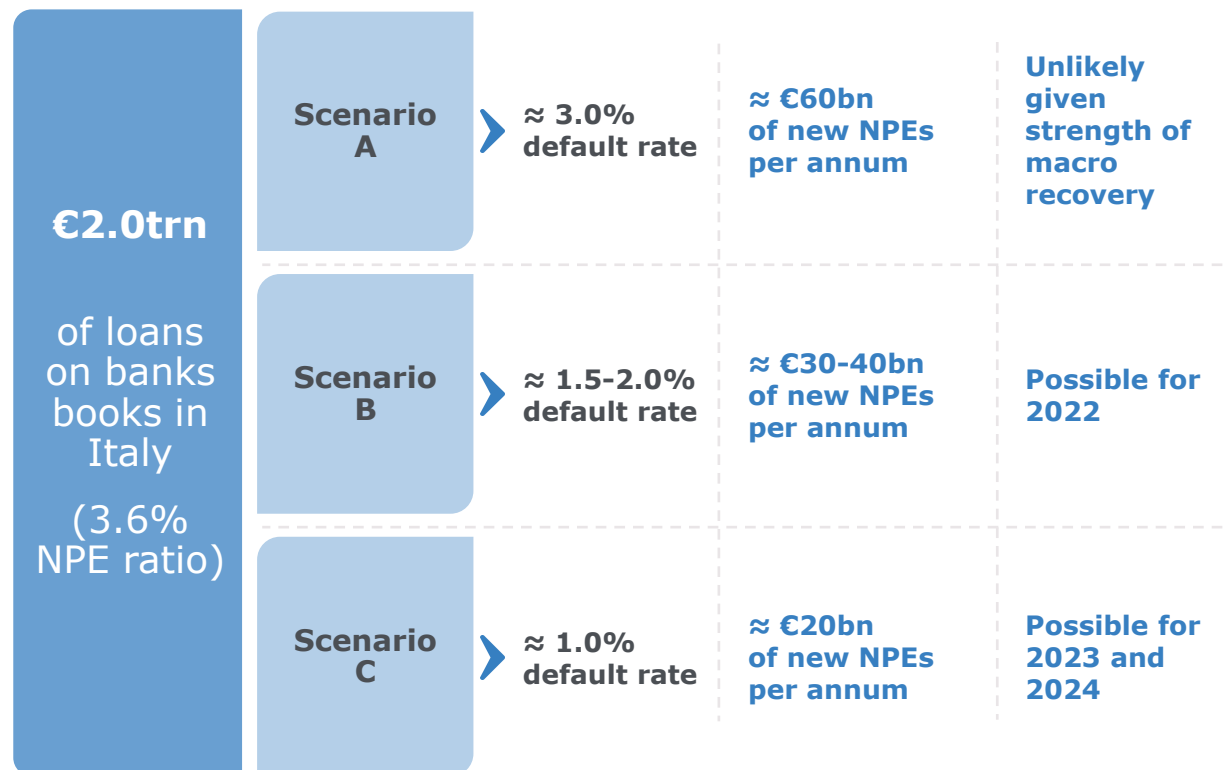 €2.0trn
of loans
on banks
books in
Italy
(3.6%
NPE ratio)
Scenario
A
≈ 3.0%
default rate
≈ €60bn
of new NPEs
per annum
Unlikely
given
strength of
macro
recovery
Scenario
B
≈ 1.5-2.0%
default rate
≈ €30-40bn
of new NPEs
per annum
Possible for
2022
Scenario
C
≈ 1.0%
default rate
≈ €20bn
of new NPEs
per annum
Possible for
2023 and
2024